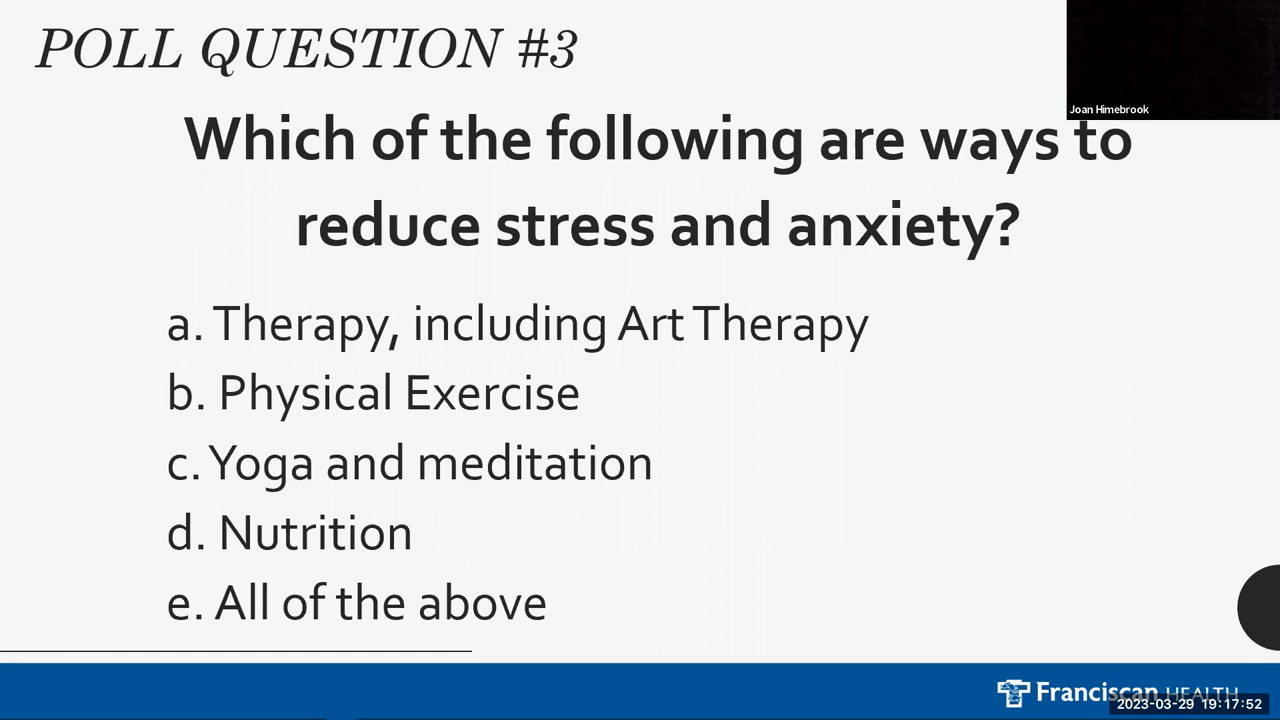 POLL QUESTION #3
Joan Himebrook
Which of the following are ways to
reduce stress and anxiety?
a. Therapy, including Art Therapy
b. Physical Exercise
c. Yoga and meditation
d. Nutrition
e. All of the above
Franciscan HEALTH
2023-03-29 19:17:52